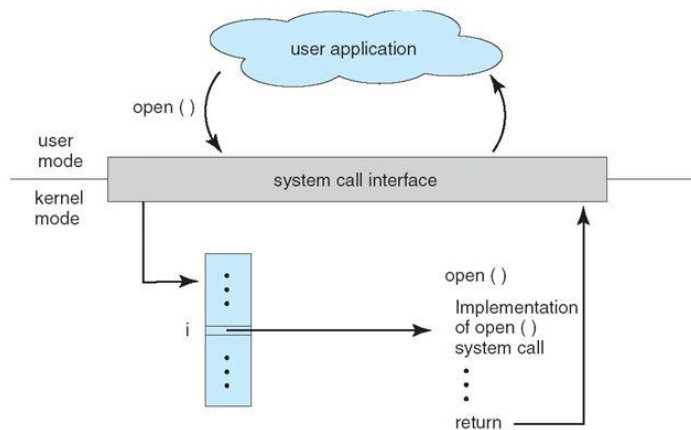 user application
open ( )
user
mode
system call interface
kernel
mode
open ( )
Implementation
of open ( )
system call
i
return